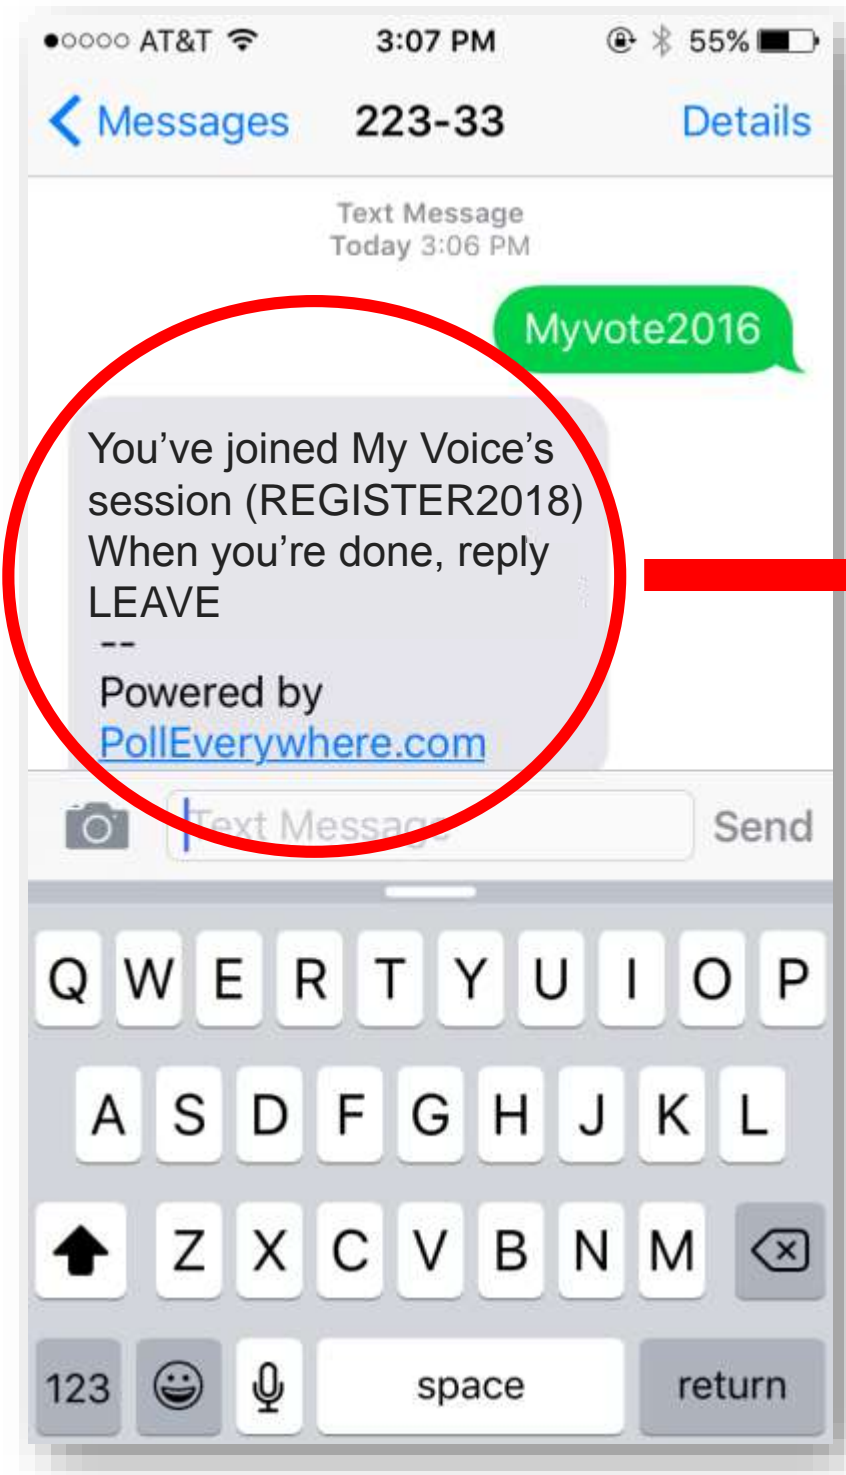 AT&T 3:07 PM 55%
Messages 223-33 Details
Text Message
Today 3:06 PM
Myvote2016
You’ve joined My Voice’s
session (REGISTER2018)
When you’re done, reply
LEAVE
--
Powered by
PollEverywhere.com
Text Message Send
Q W E R T Y U I O P
A S D F G H J K L
Z X C V B N M
123 space return